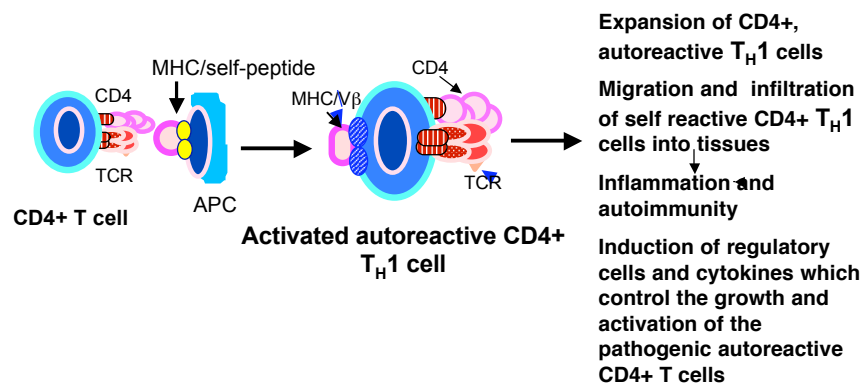 MHC/self-peptide
CD4
TCR
APC
CD4+ T cell
MHC/Vβ
CD4
TCR
Activated autoreactive CD4+
TH1 cell
Expansion of CD4+,
autoreactive TH1 cells
Migration and infiltration
of self reactive CD4+ TH1
cells into tissues
Inflammation and
autoimmunity
Induction of regulatory
cells and cytokines which
control the growth and
activation of the
pathogenic autoreactive
CD4+ T cells